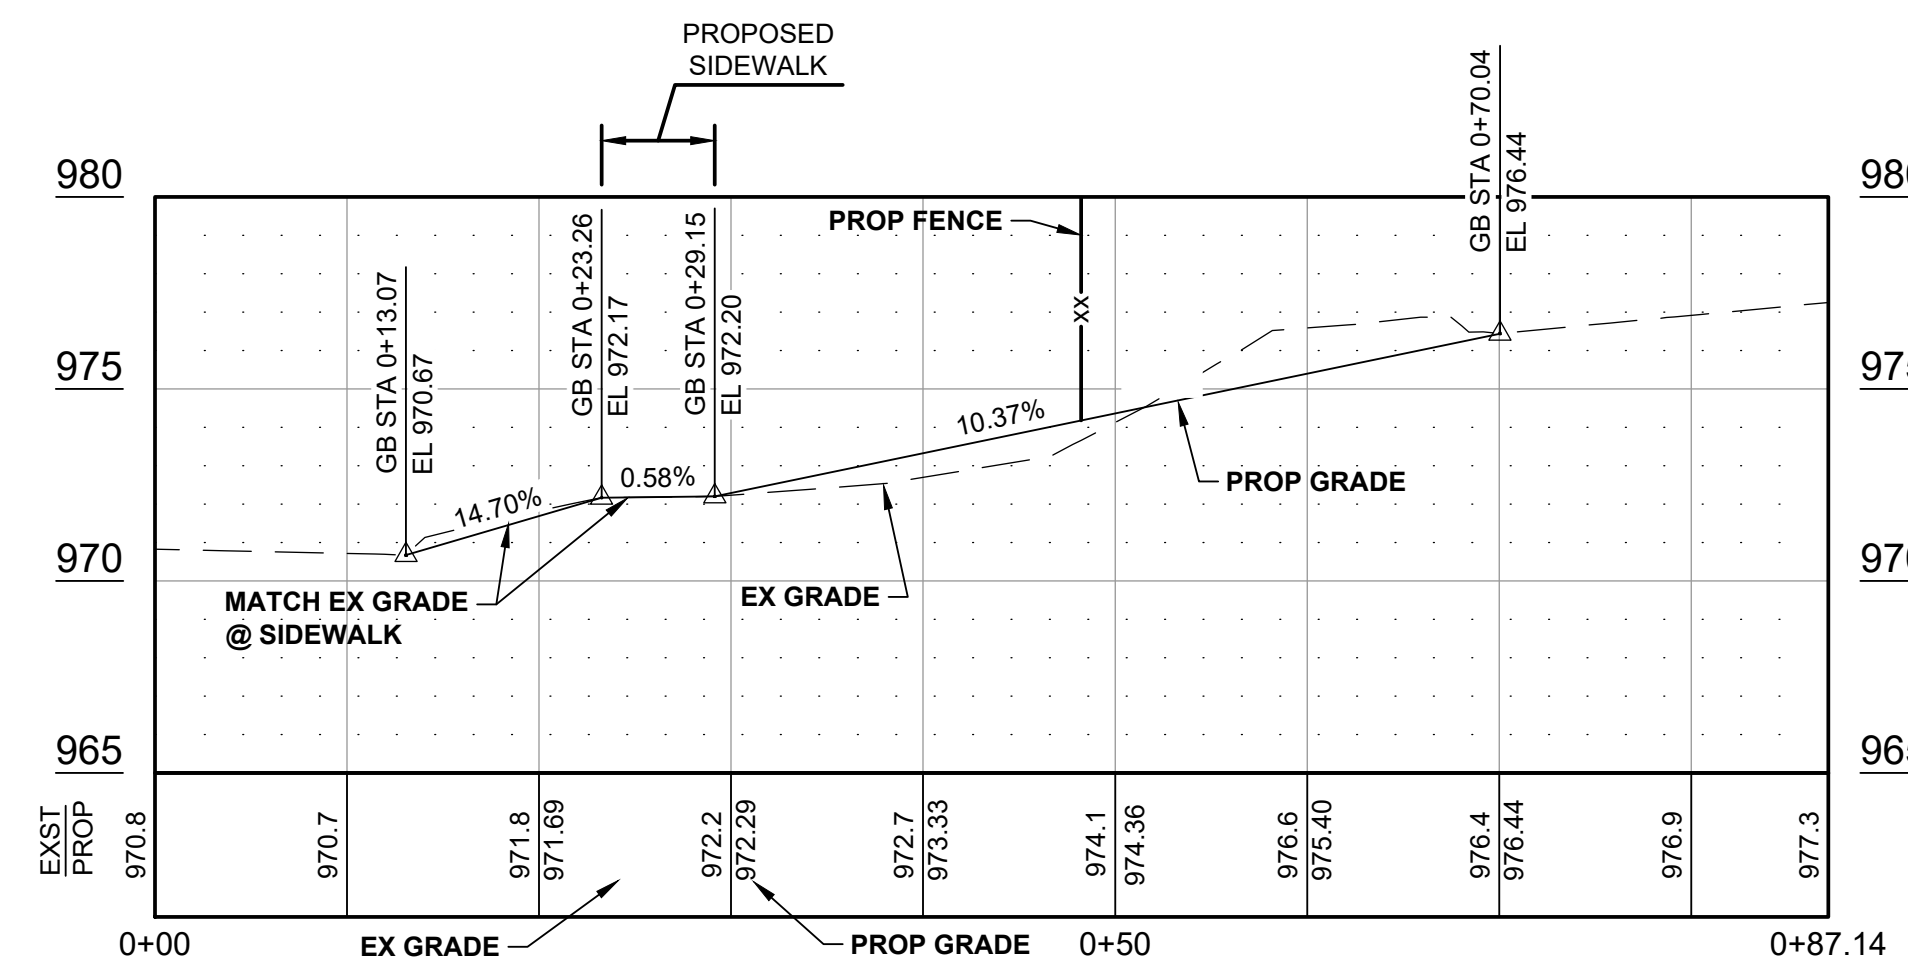 PROPOSED
SIDEWALK
GB STA 0+70.04
EL 976.44
980
980
PROP FENCE
GB STA 0+23.26
EL 972.17
GB STA 0+29.15
EL 972.20
GB STA 0+13.07
EL 970.67
XX
975
10.37%
0.58%
14.70%
PROP GRADE
970
970
MATCH EX GRADE
@ SIDEWALK
EX GRADE
965
EXST
PROP
970.8
970.7
971.8
971.69
972.2
972.29
972.7
973.33
974.1
974.36
976.6
975.40
976.4
976.44
976.9
977.3
0+00
EX GRADE
PROP GRADE
0+50
0+87.14